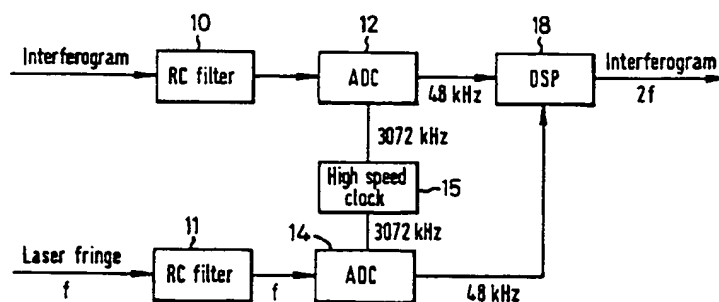 10
12
18
Interferogram
RC filter
ADC
48 kHz
DSP
Interferogram
2f
3072 kHz
High speed
clock
15
3072 kHz
11
14
Laser fringe
f
RC filter
f
ADC
48 kHz